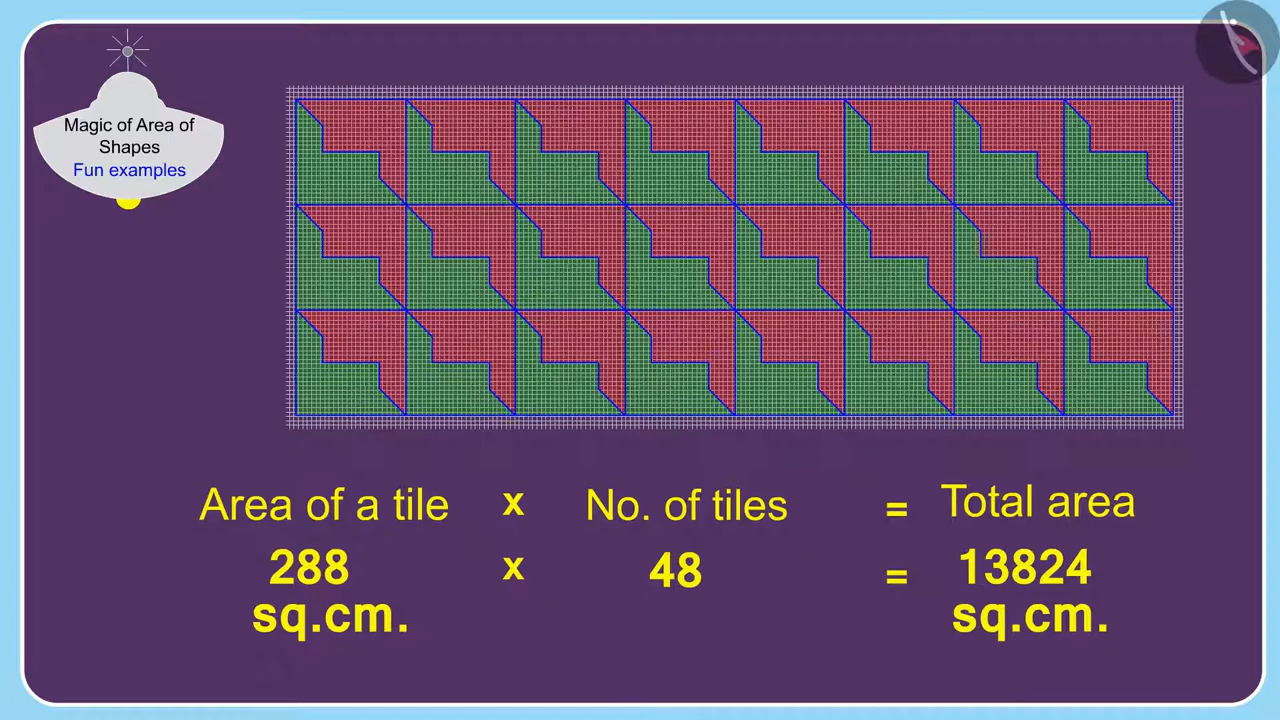 Magic of Area of
Shapes
Fun examples
Area of a tile x No. of tiles = Total area
288 x 48 = 13824
sq.cm. sq.cm.